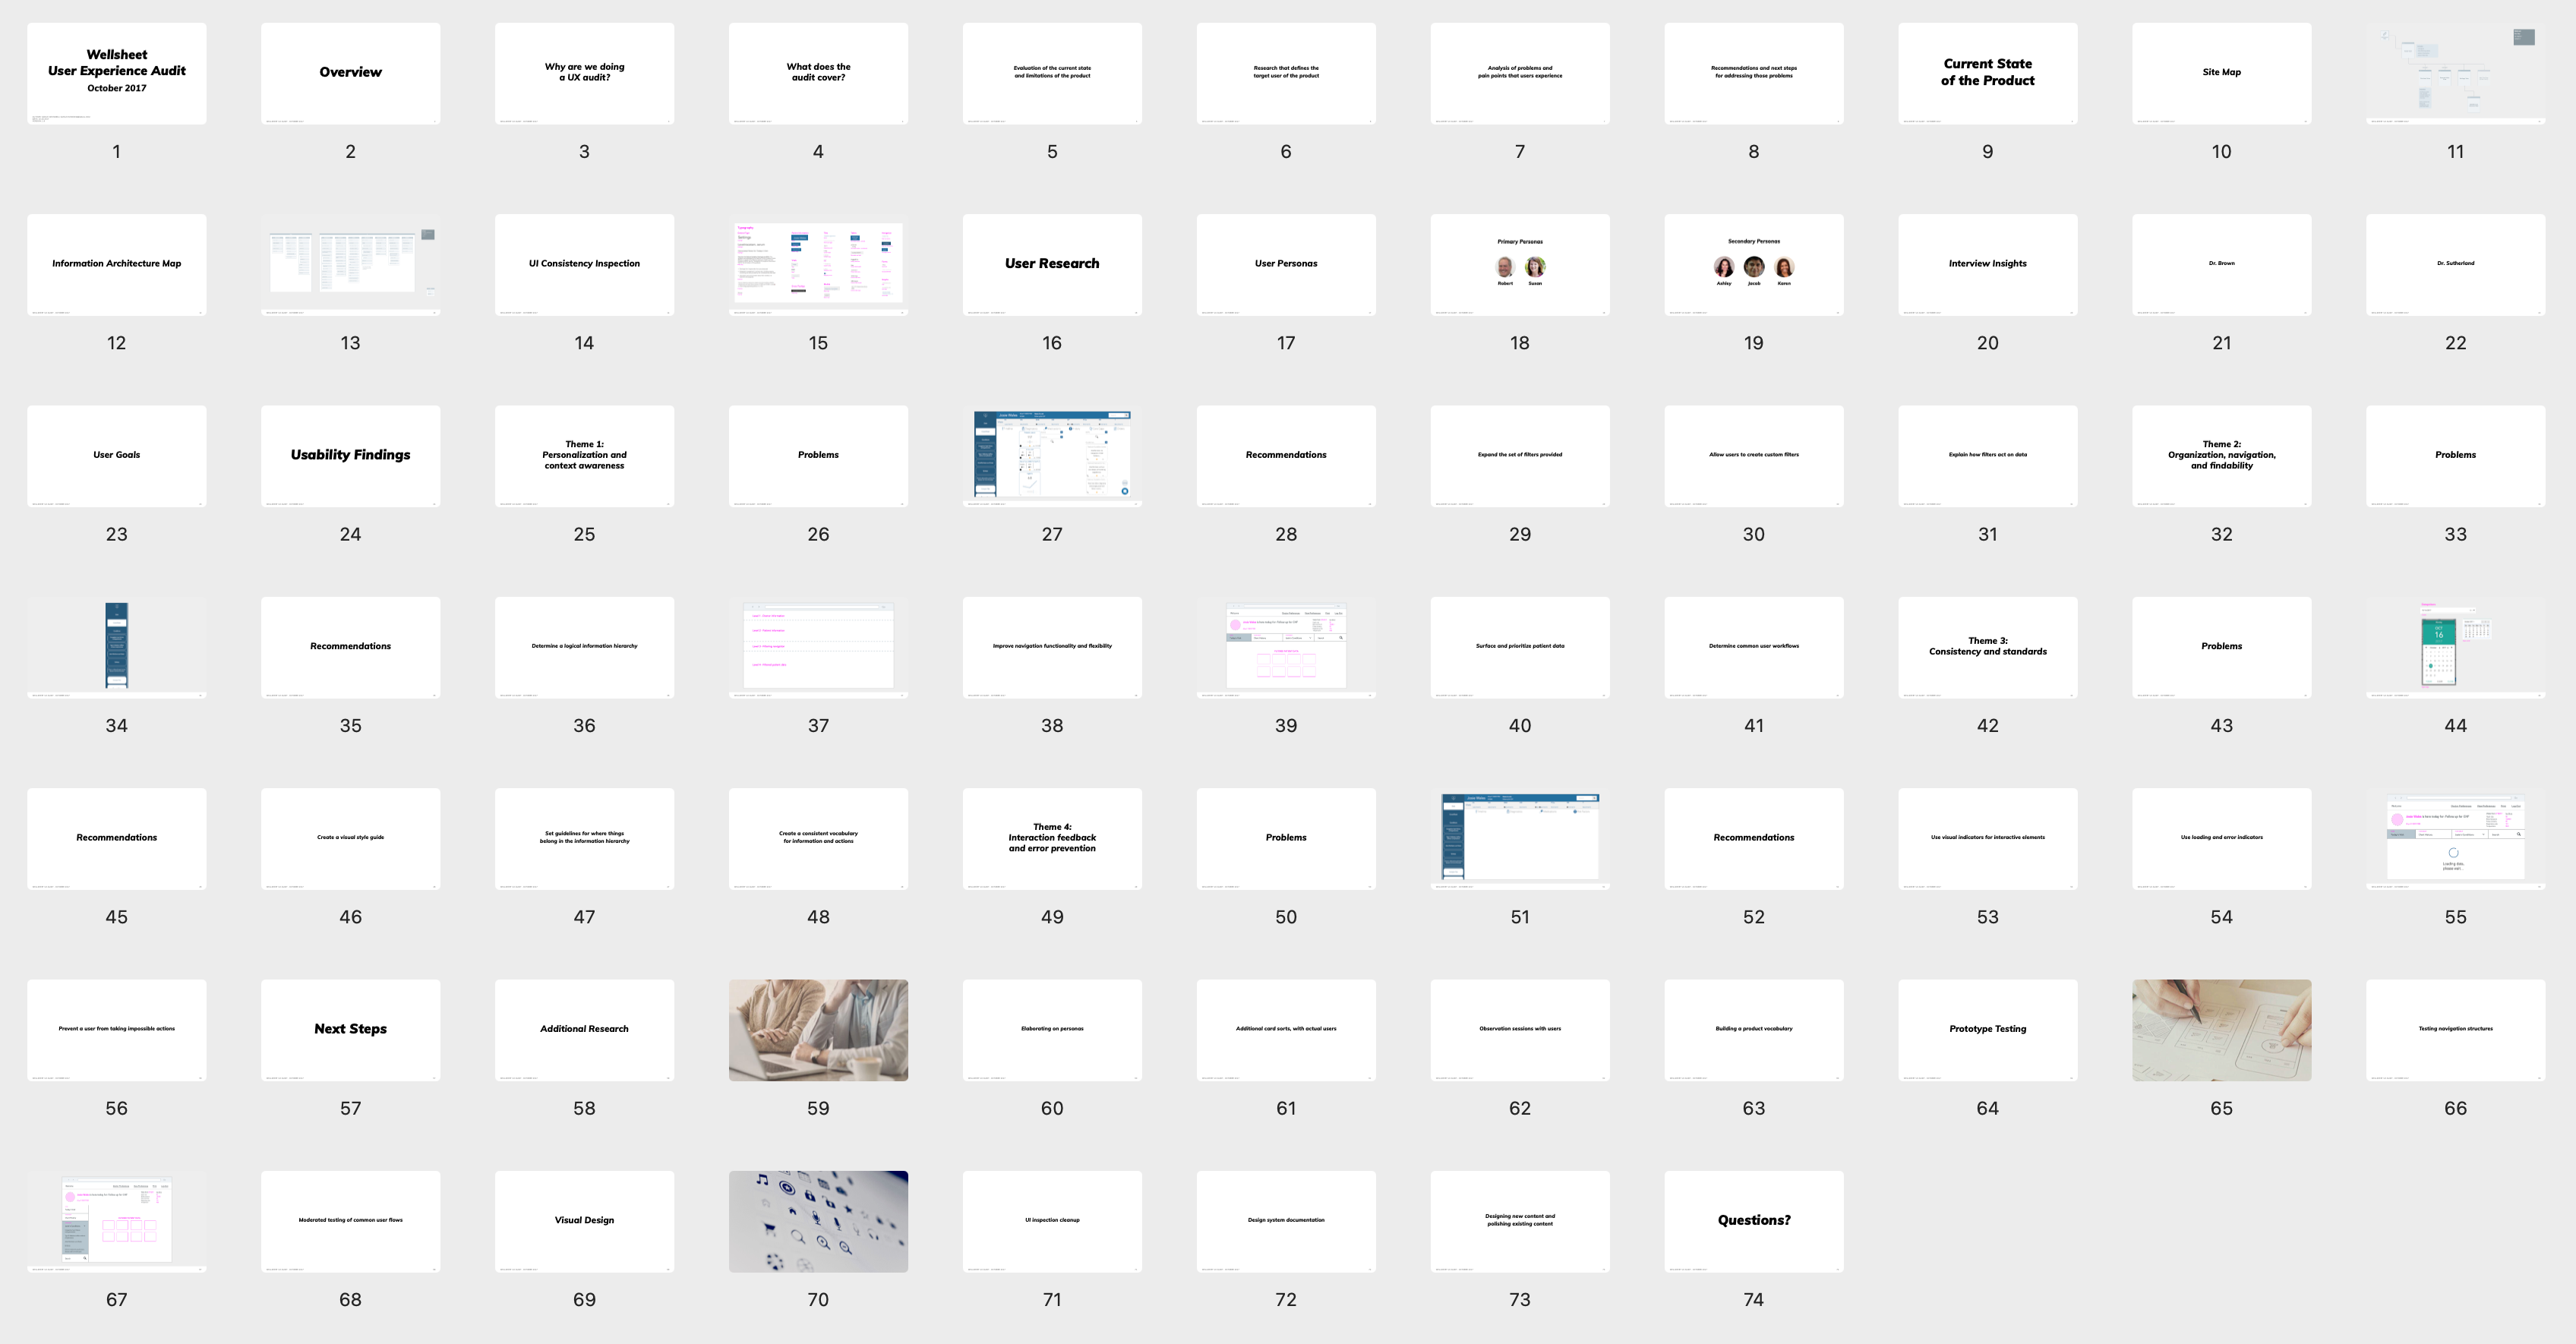 Wellsheet
User Experience Audit
October 2017
Overview
Why are we doing
a UX audit?
What does the
audit cover?
Evaluation of the current state
and limitations of the product
Research that defines the
target user of the product
Analysis of problems and
pain points that users experience
Recommendations and next steps
for addressing those problems
Current State
of the Product
Site Map
1
2
3
4
5
6
7
8
9
10
11
Information Architecture Map
UI Consistency Inspection
User Research
User Personas
Primary Personas
Robert
Susan
Secondary Personas
Ashley
Jacob
Karen
Interview Insights
Dr. Brown
Dr. Sutherland
12
13
14
15
16
17
18
19
20
21
22
User Goals
Usability Findings
Theme 1:
Personalization and
context awareness
Problems
Recommendations
Expand the set of filters provided
Allow users to create custom filters
Explain how filters act on data
Theme 2:
Organization, navigation,
and findability
Problems
23
24
25
26
27
28
29
30
31
32
33
Recommendations
Determine a logical information hierarchy
Improve navigation functionality and flexibility
Surface and prioritize patient data
Determine common user workflows
Theme 3:
Consistency and standards
Problems
OCT
16
34
35
36
37
38
39
40
41
42
43
44
Recommendations
Create a visual style guide
Set guidelines for where things
belong in the information hierarchy
Create a consistent vocabulary
for information and actions
Theme 4:
Interaction feedback
and error prevention
Problems
Recommendations
Use visual indicators for interactive elements
Use loading and error indicators
Loading data,
please wait...
45
46
47
48
49
50
51
52
53
54
55
Prevent a user from taking impossible actions
Next Steps
Additional Research
Elaborating on personas
Additional card sorts, with actual users
Observation sessions with users
Building a product vocabulary
Prototype Testing
Testing navigation structures
56
57
58
59
60
61
62
63
64
65
66
Moderated testing of common user flows
Visual Design
UI inspection cleanup
Design system documentation
Designing new content and
polishing existing content
Questions?
67
68
69
70
71
72
73
74